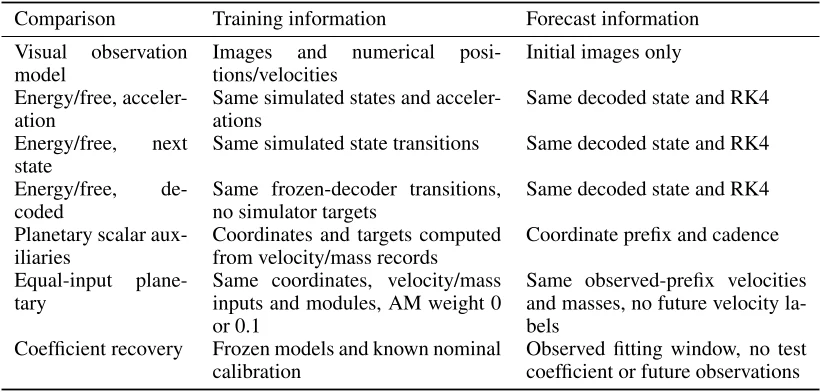 Comparison Training information Forecast information
Visual observation Images and numerical posi- Initial images only
model tions/velocities
Energy/free, acceler- Same simulated states and acceler- Same decoded state and RK4
ation ations
Energy/free, next Same simulated state transitions Same decoded state and RK4
state
Energy/free, de- Same frozen-decoder transitions, Same decoded state and RK4
coded no simulator targets
Planetary scalar aux- Coordinates and targets computed Coordinate prefix and cadence
iliaries from velocity/mass records
Equal-input plane- Same coordinates, velocity/mass Same observed-prefix velocities
tary inputs and modules, AM weight 0 and masses, no future velocity la-
or 0.1 bels
Coefficient recovery Frozen models and known nominal Observed fitting window, no test
calibration coefficient or future observations